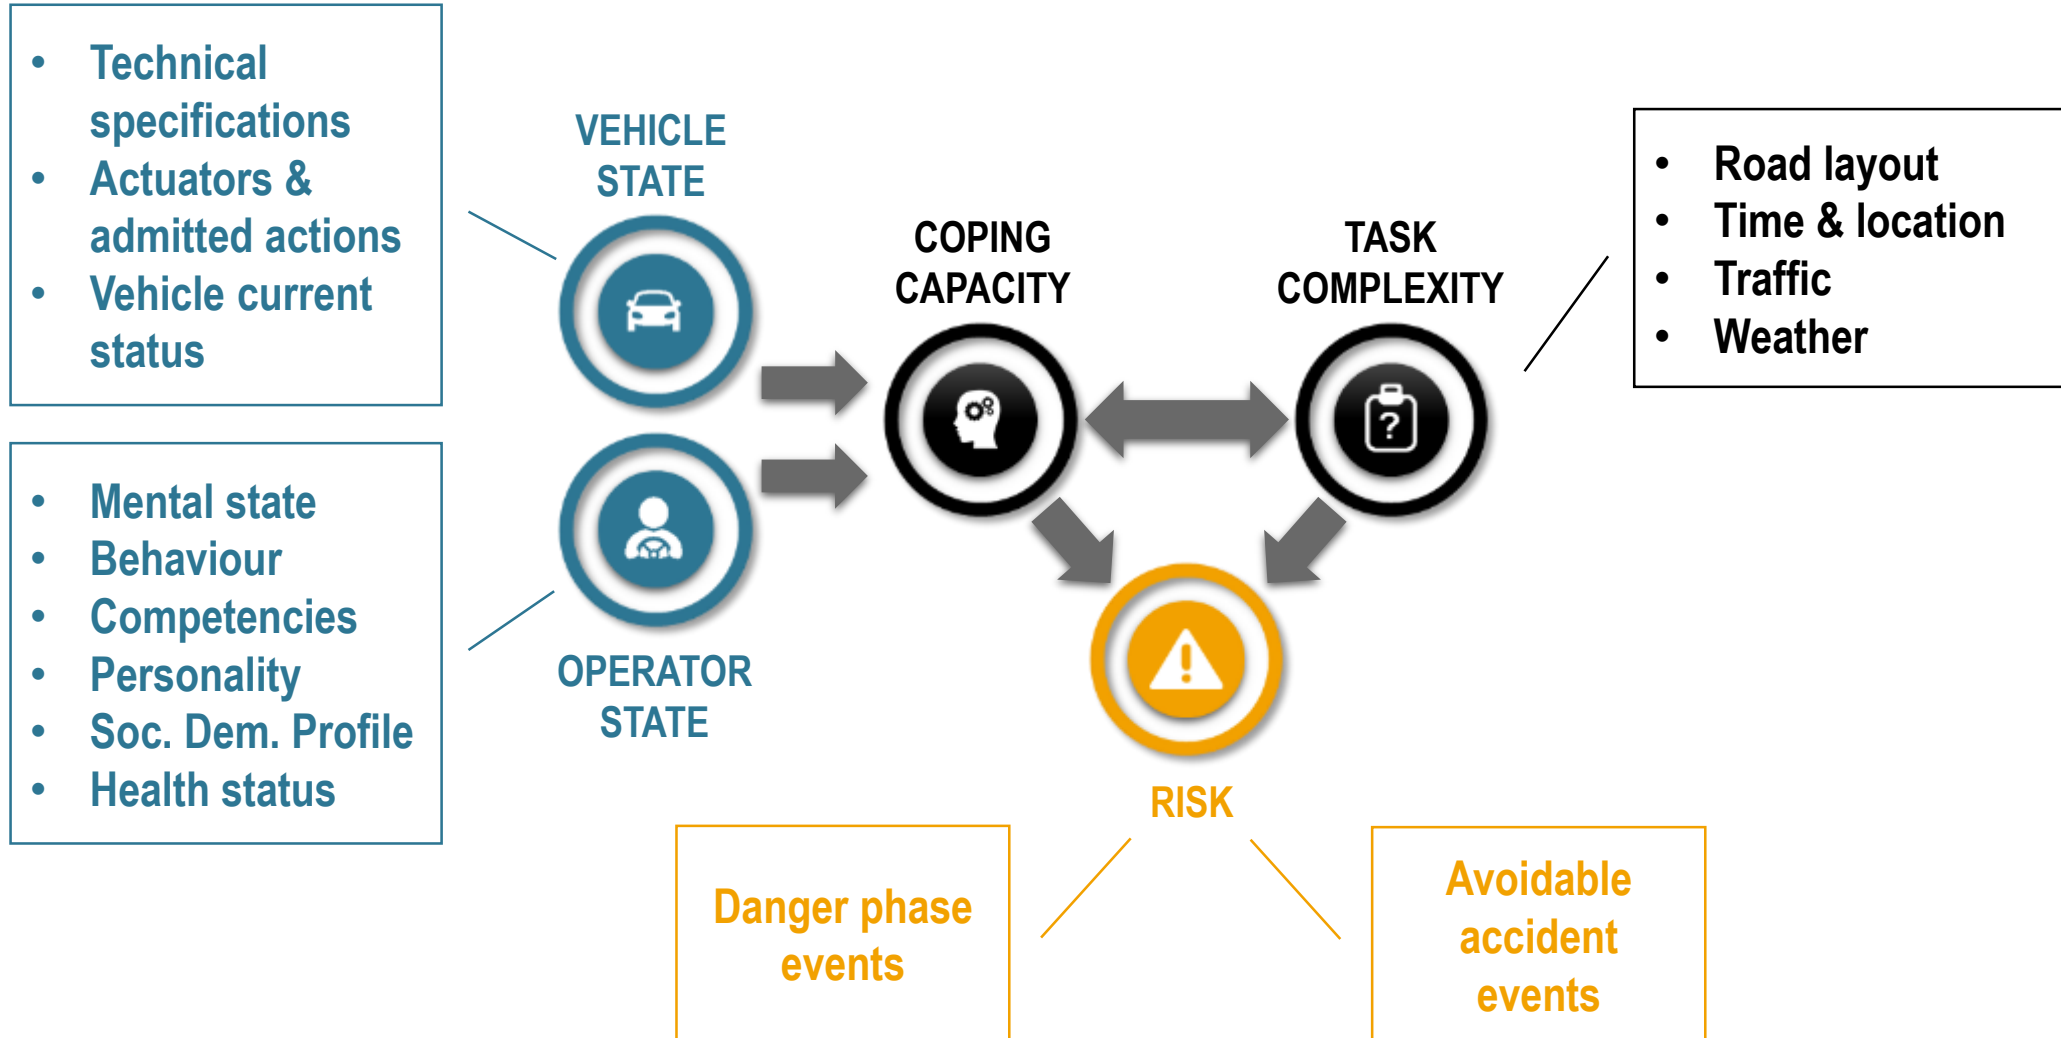 • Technical
specifications
• Actuators &
admitted actions
• Vehicle current
status
• Mental state
• Behaviour
• Competencies
• Personality
• Soc. Dem. Profile
• Health status
VEHICLE
STATE
OPERATOR
STATE
COPING
CAPACITY
TASK
COMPLEXITY
?
• Road layout
• Time & location
• Traffic
• Weather
!
RISK
Danger phase
events
Avoidable
accident
events